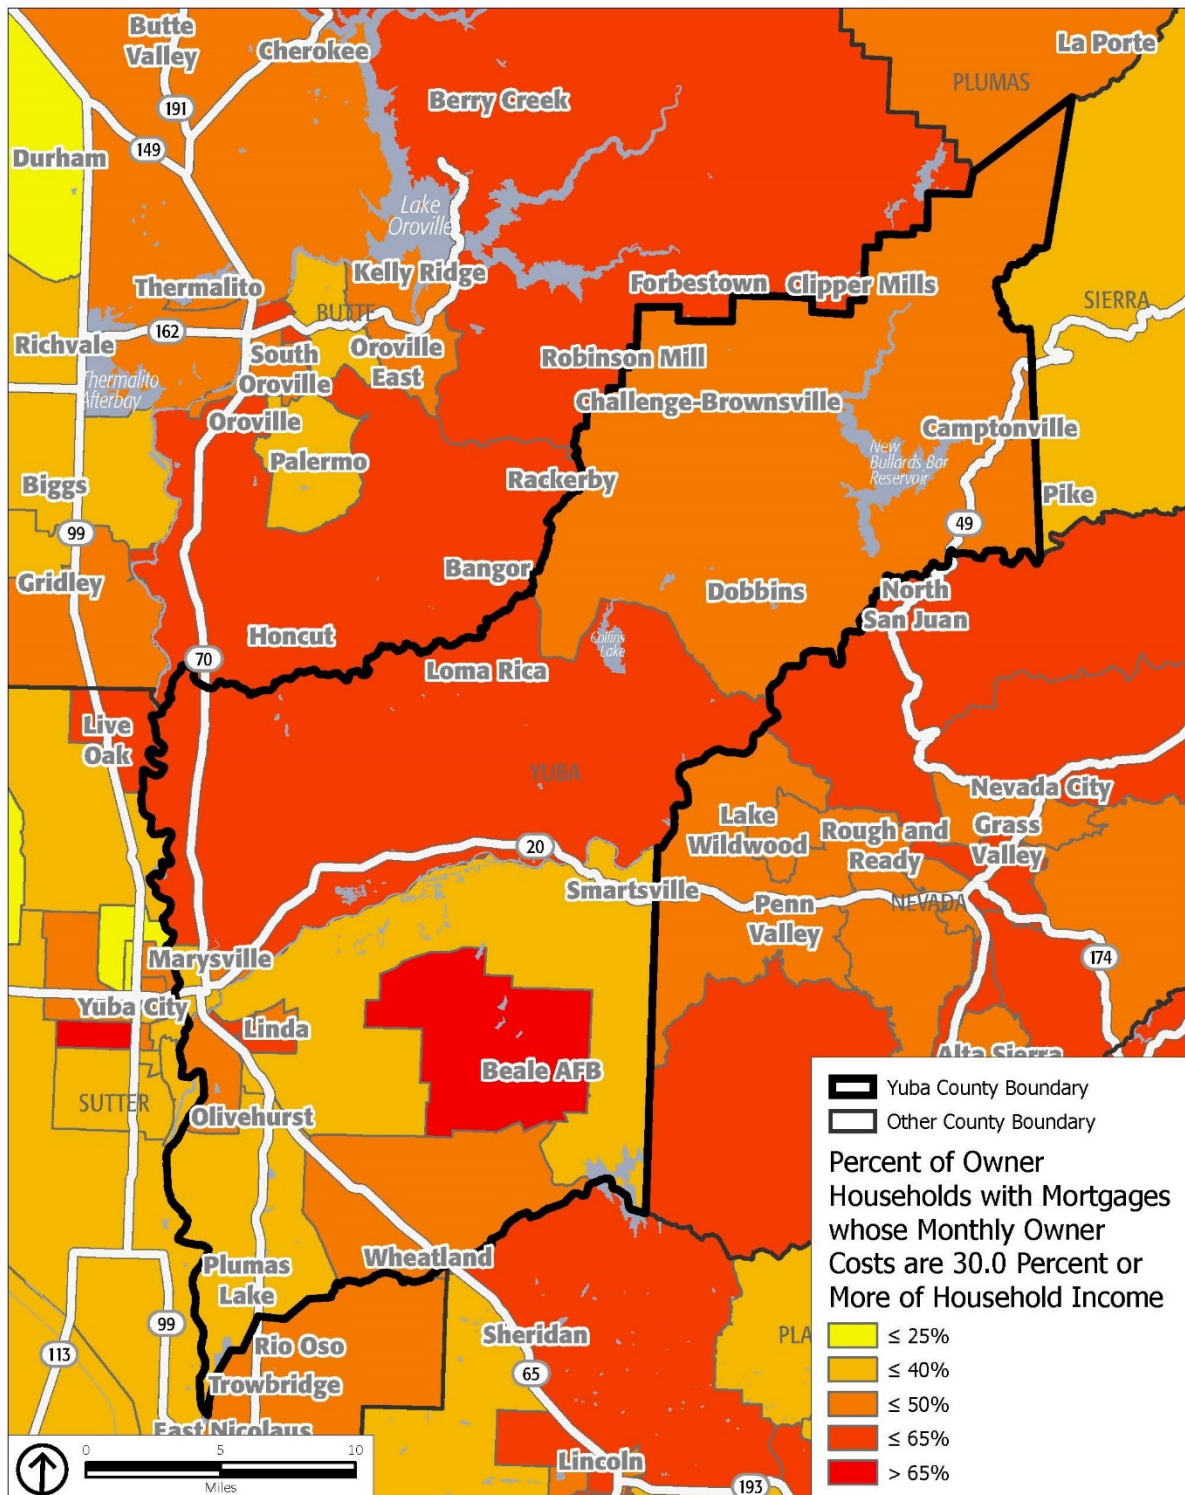 Butte
Valley
Cherokee
La Porte
PLUMAS
Berry Creek
191
149
Durham
Lake
Oroville
Kelly Ridge
Thermalito
Forbestown
Clipper Mills
SIERRA
BUTTE
162
Richvale
South
Oroville
Oroville
East
Robinson Mill
Thermalito
Afterbay
Challenge-Brownsville
Oroville
Camptonville
Palermo
New
Bullards Bar
Reservoir
Biggs
Rackerby
Pike
99
49
Gridley
Bangor
Dobbins
North
San Juan
Honcut
Collins
Lake
70
Loma Rica
Live
Oak
YUBA
Nevada City
Lake
Wildwood
Rough and
Ready
Grass
Valley
20
Smartsville
NEVADA
Penn
Valley
Marysville
174
Yuba City
Linda
Beale AFB
Alta Sierra
SUTTER
Olivehurst
Wheatland
Plumas
Lake
99
Sheridan
Rio Oso
113
65
Trowbridge
East Nicolaus
PLA
Lincoln
193
0
5
10
Miles
Yuba County Boundary
Other County Boundary
Percent of Owner
Households with Mortgages
whose Monthly Owner
Costs are 30.0 Percent or
More of Household Income
≤ 25%
≤ 40%
≤ 50%
≤ 65%
> 65%